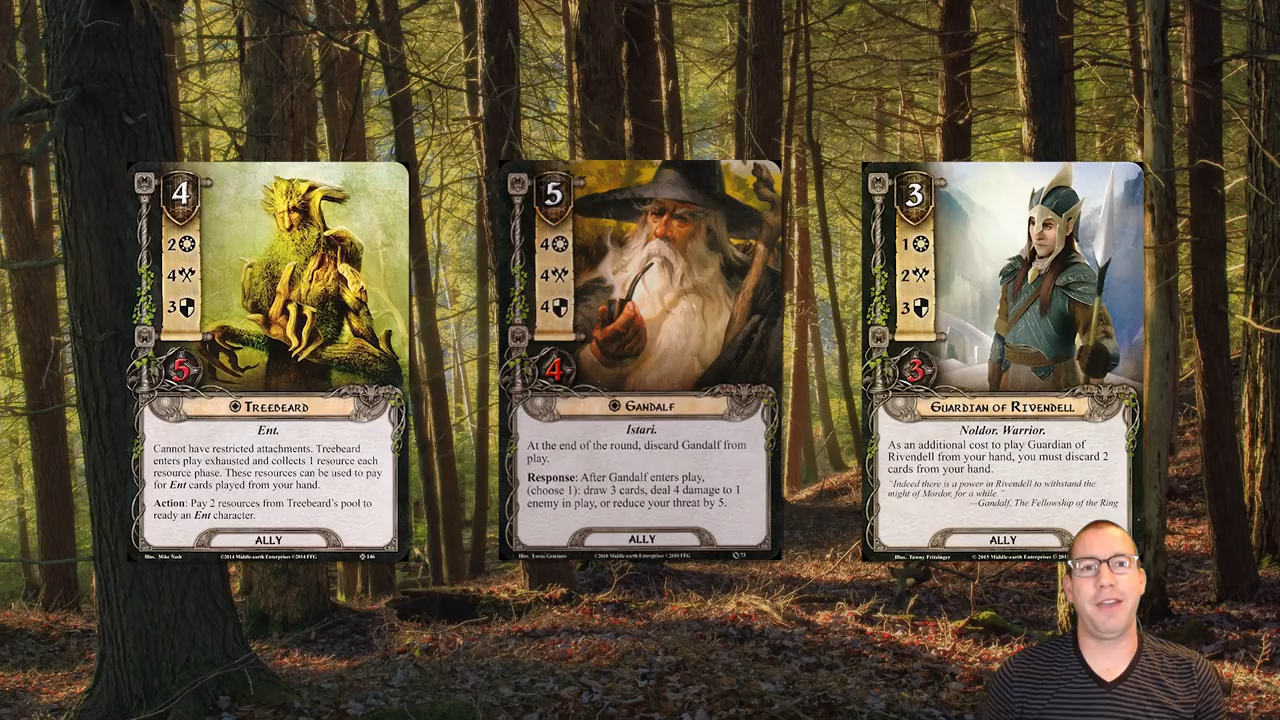 4
2
4
3
5
TREEBEARD
Ent.
Cannot have restricted attachments. Treebeard
enters play exhausted and collects 1 resource each
resource phase. These resources can be used to pay
for Ent cards played from your hand.
Action: Pay 2 resources from Treebeard's pool to
ready an Ent character.
ALLY
Illus. Mike Nash ©2014 Middle-earth Enterprises ©2014 FFG 146
5
4
4
4
4
GANDALF
Istari.
At the end of the round, discard Gandalf from
play.
Response: After Gandalf enters play,
(choose 1): draw 3 cards, deal 4 damage to 1
enemy in play, or reduce your threat by 5.
ALLY
Illus. Lucas Graciano ©2010 Middle-earth Enterprises ©2010 FFG 73
3
1
2
3
3
GUARDIAN OF RIVENDELL
Noldor. Warrior.
As an additional cost to play Guardian of
Rivendell from your hand, you must discard 2
cards from your hand.
"Indeed there is a power in Rivendell to withstand the
might of Mordor, for a while."
—Gandalf, The Fellowship of the Ring
ALLY
Illus. Tawny Fritzinger © 2015 Middle-earth Enterprises